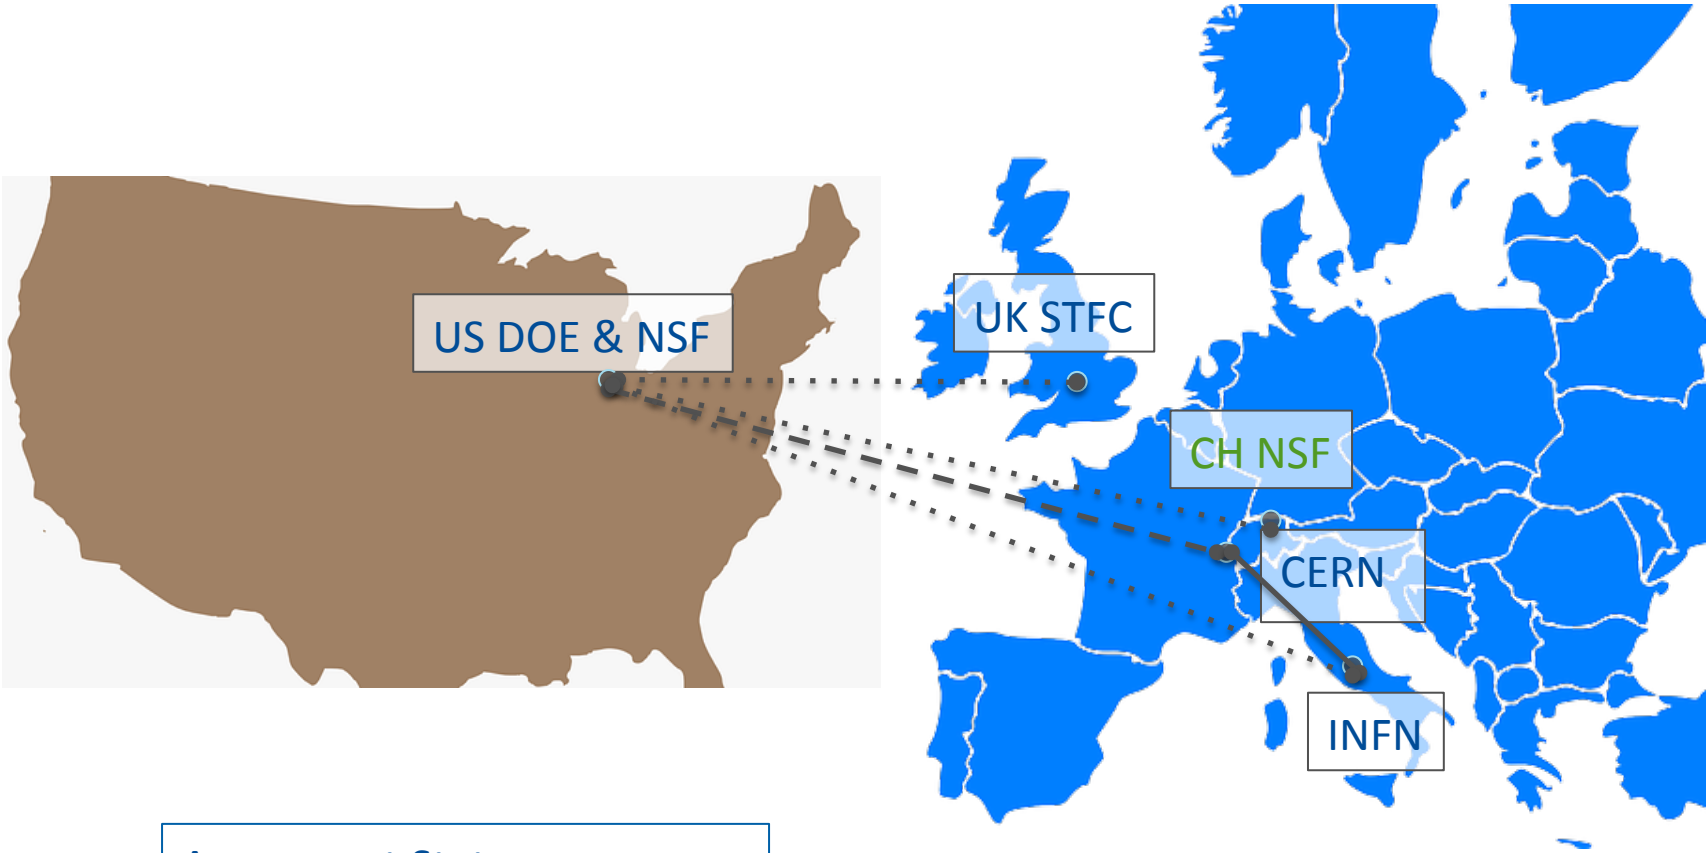 US DOE & NSF
UK STFC
CH NSF
CERN
INFN